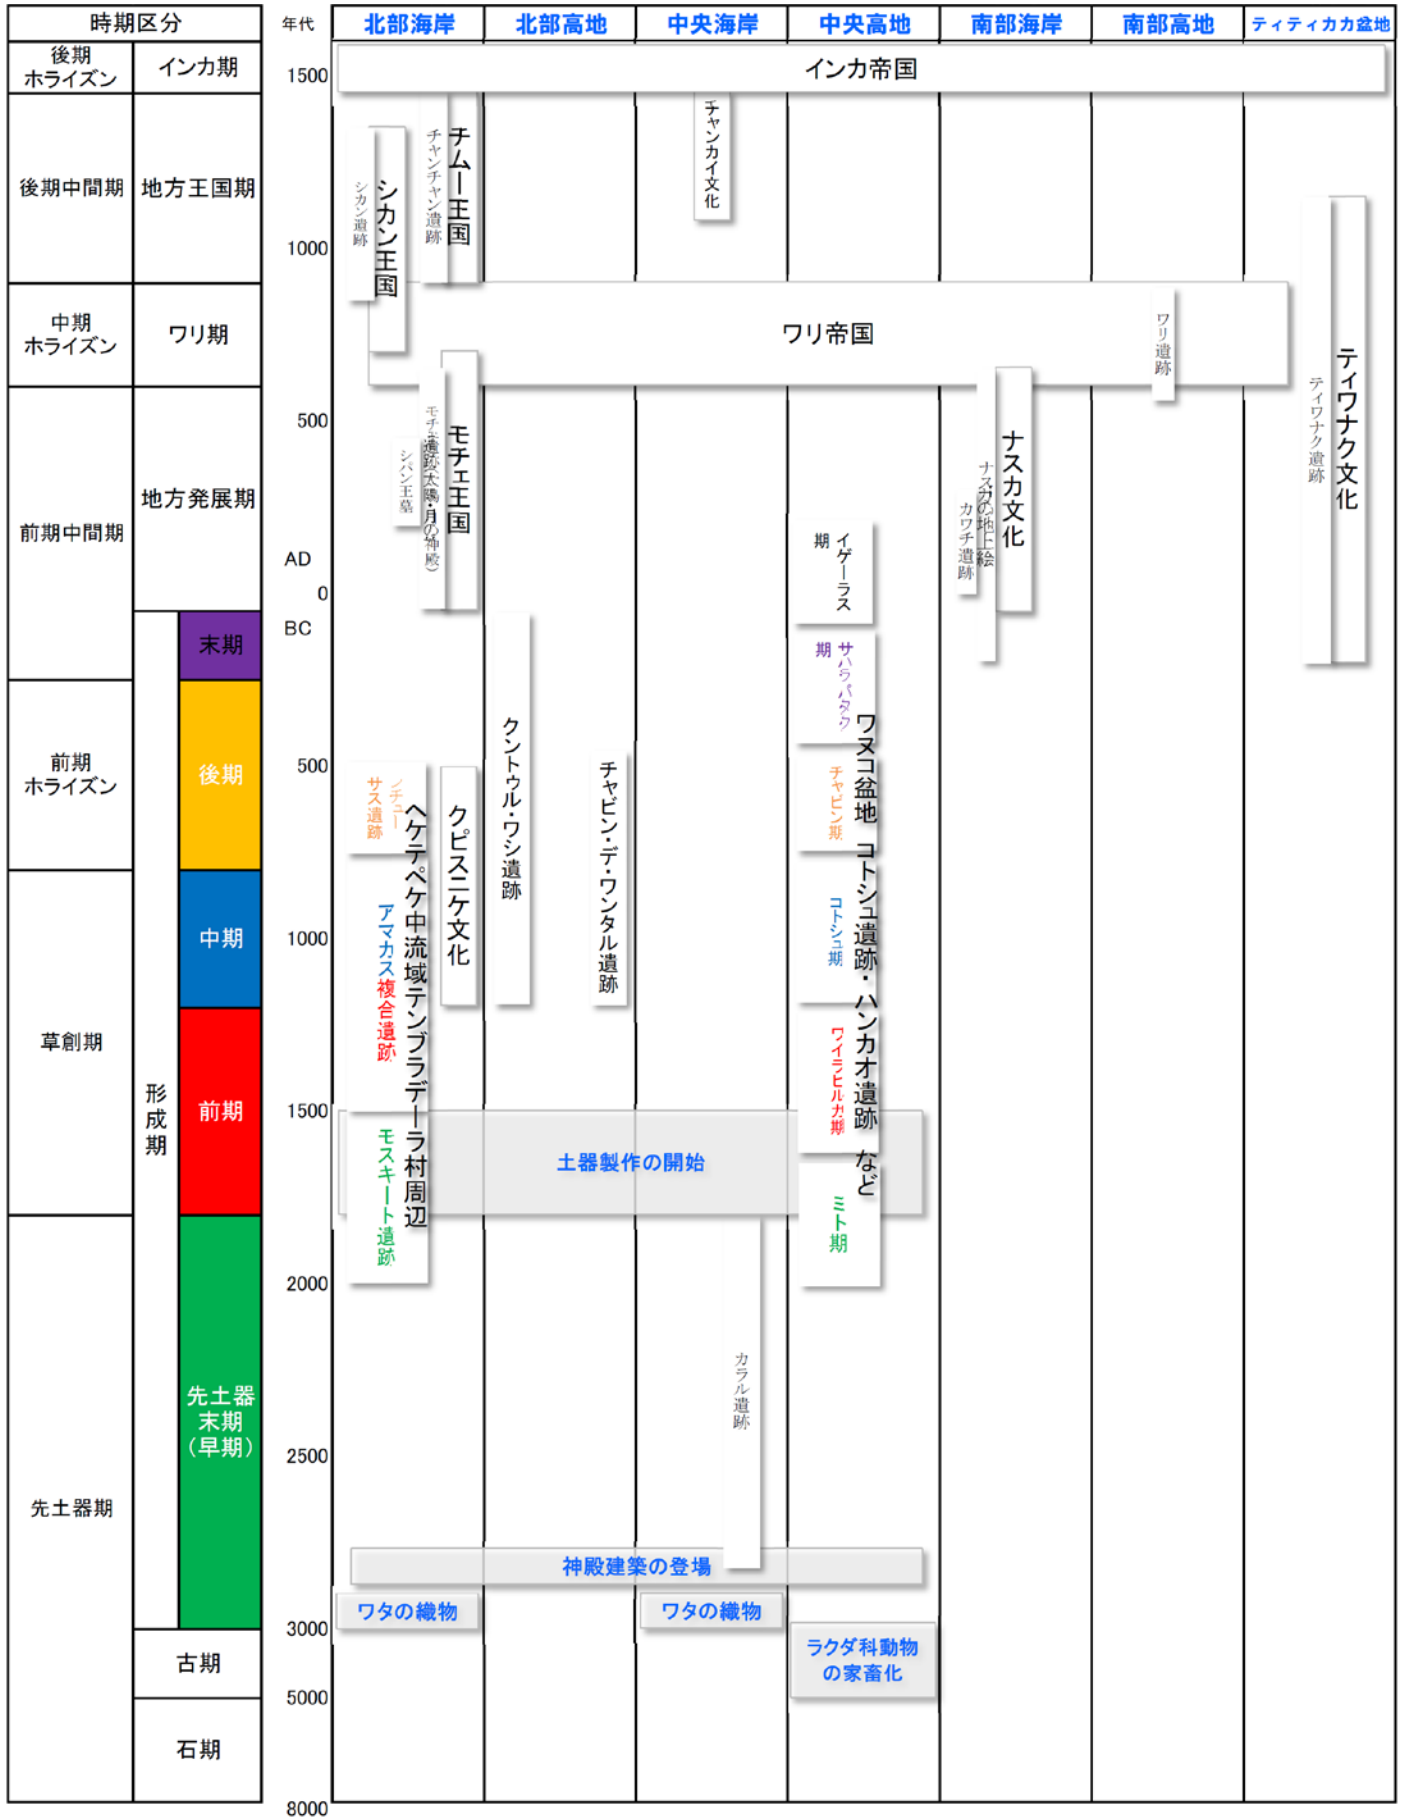 時期区分
年代
北部海岸
北部高地
中央海岸
中央高地
南部海岸
南部高地
ティティカカ盆地
後期
ホライズン
インカ期
1500
インカ帝国
後期中間期
地方王国期
シカン遺跡
シカン王国
チャンチャン遺跡
チムー王国
チャンカイ文化
1000
中期
ホライズン
ワリ期
ワリ帝国
ワリ遺跡
ティワナク遺跡
ティワナク文化
前期中間期
地方発展期
500
シパン王墓
モチェ遺跡(太陽・月の神殿)
モチェ王国
カワチ遺跡
ナスカの地上絵
ナスカ文化
イゲーラス
期
AD
0
BC
形成期
末期
サハラパタク
期
前期
ホライズン
後期
500
チューサス遺跡
クピスニケ文化
クントゥル・ワシ遺跡
チャビン・デ・ワンタル遺跡
チャビン期
ワヌコ盆地 コトシュ遺跡・ハンカオ遺跡 など
草創期
中期
1000
アマカス複合遺跡
ヘケテペケ中流域テンブラデーラ村周辺
コトシュ期
前期
1500
ワイラヒルカ期
土器製作の開始
モスキート遺跡
ミト期
2000
先土器期
先土器
末期
(早期)
カラル遺跡
2500
神殿建築の登場
ワタの織物
ワタの織物
3000
古期
ラクダ科動物
の家畜化
5000
石期
8000